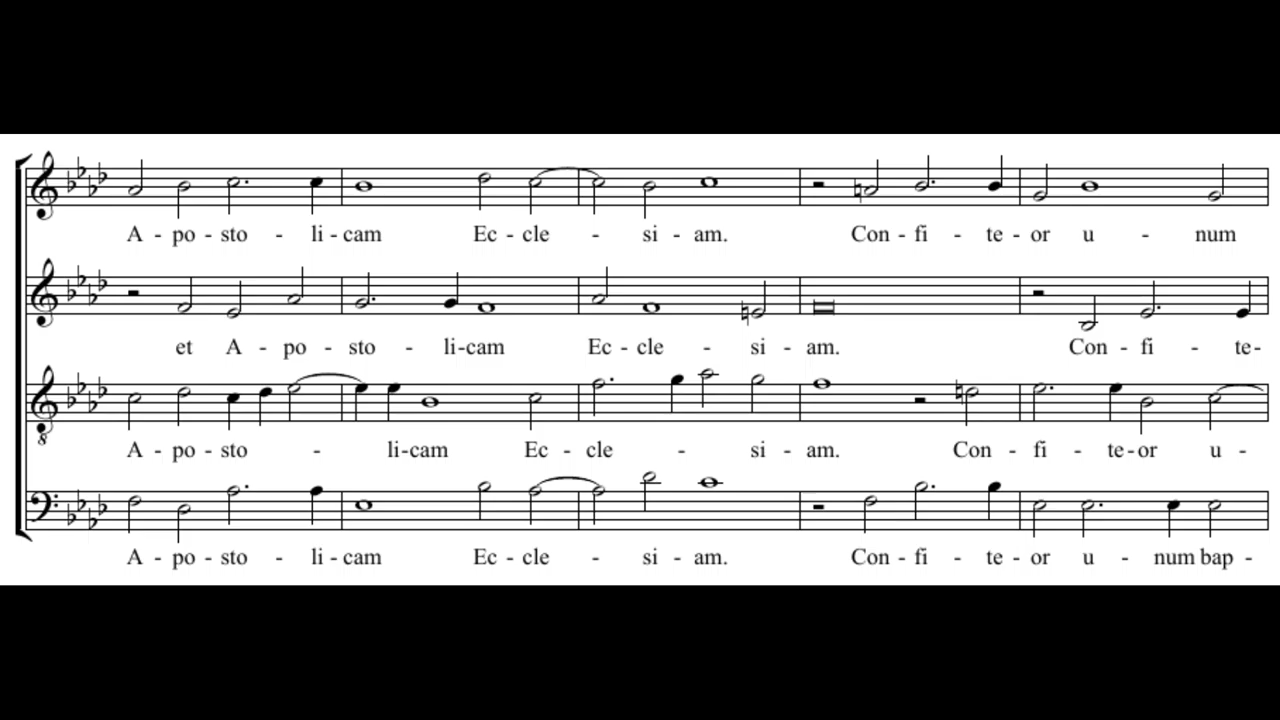 A - po - sto - li - cam Ec - cle - si - am. Con - fi - te - or u - num
et A - po - sto - li-cam Ec - cle - si - am. Con - fi - te-
8
A - po - sto - li-cam Ec - cle - si - am. Con - fi - te-or u -
A - po - sto - li - cam Ec - cle - si - am. Con - fi - te - or u - num bap -